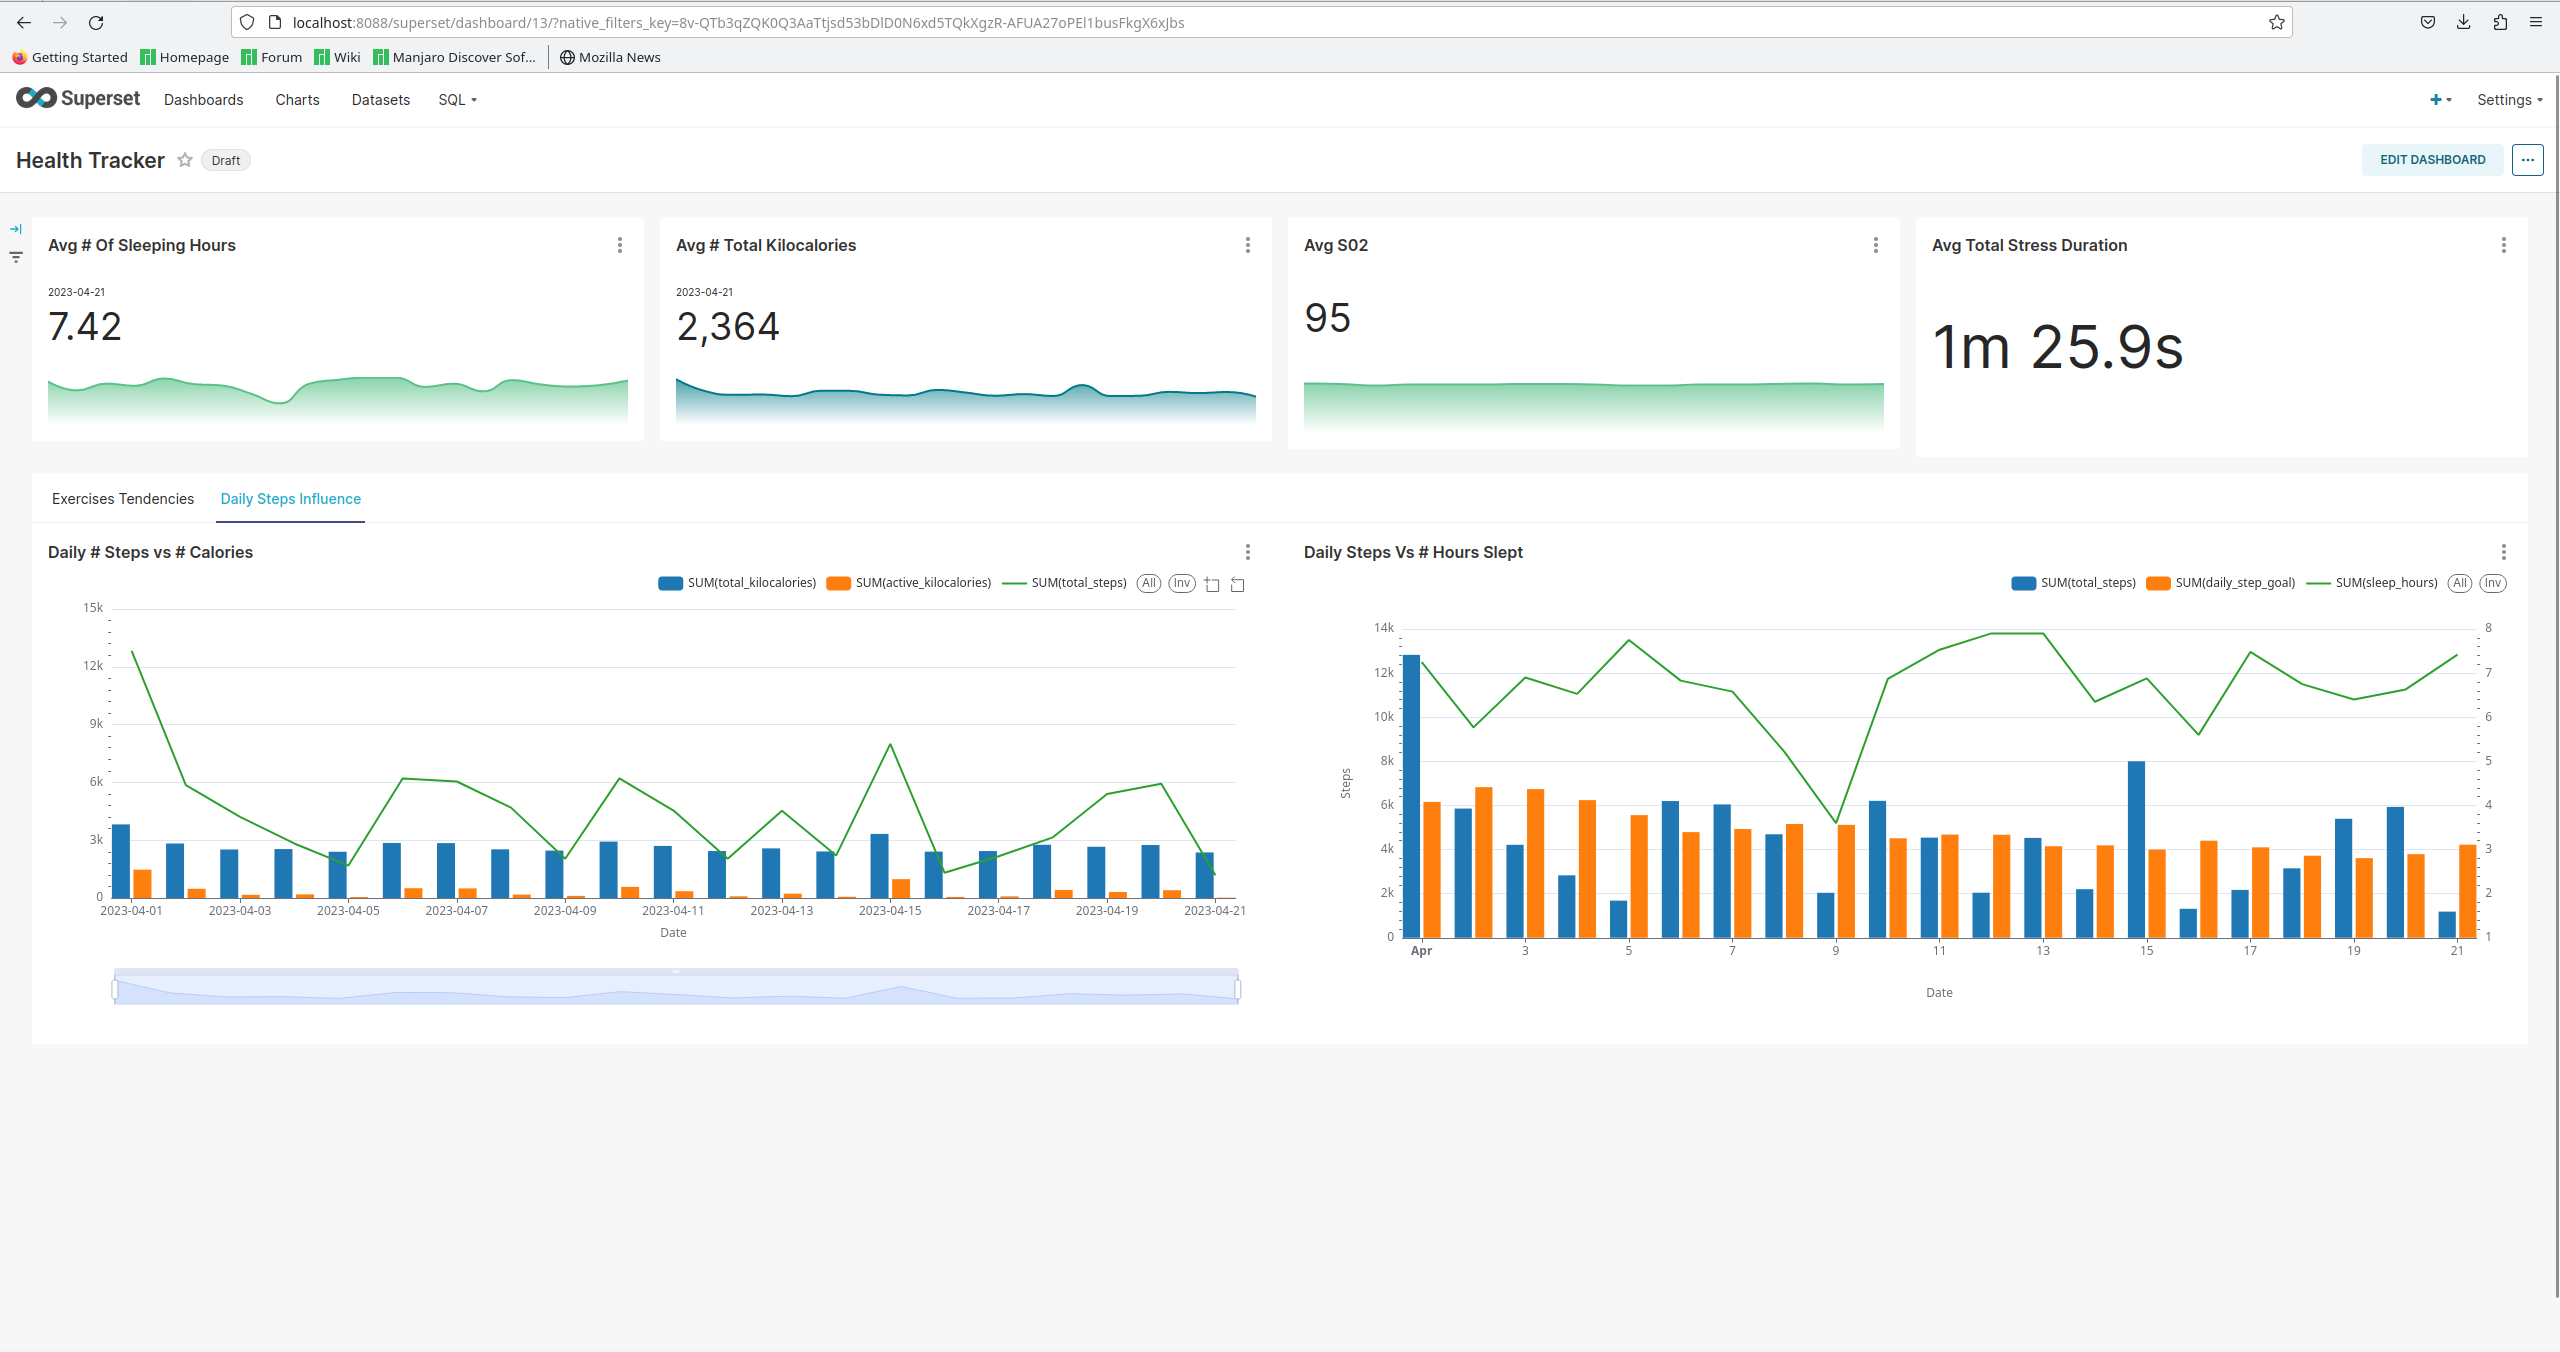 localhost:8088/superset/dashboard/13/?native_filters_key=8v-QTb3qZQK0Q3AaTtjsd53bDlD0N6xd5TQkXgzR-AFUA27oPEl1busFkgX6xJbs
Getting Started Homepage Forum Wiki Manjaro Discover Sof... Mozilla News
Superset Dashboards Charts Datasets SQL Settings
Health Tracker Draft EDIT DASHBOARD
Avg # Of Sleeping Hours
2023-04-21
7.42
Avg # Total Kilocalories
2023-04-21
2,364
Avg S02
95
Avg Total Stress Duration
1m 25.9s
Exercises Tendencies Daily Steps Influence
Daily # Steps vs # Calories
SUM(total_kilocalories) SUM(active_kilocalories) SUM(total_steps) All Inv
15k
12k
9k
6k
3k
0
2023-04-01 2023-04-03 2023-04-05 2023-04-07 2023-04-09 2023-04-11 2023-04-13 2023-04-15 2023-04-17 2023-04-19 2023-04-21
Date
Daily Steps Vs # Hours Slept
SUM(total_steps) SUM(daily_step_goal) SUM(sleep_hours) All Inv
14k 8
12k 7
10k 6
8k 5
Steps
6k 4
4k 3
2k 2
0 1
Apr 3 5 7 9 11 13 15 17 19 21
Date